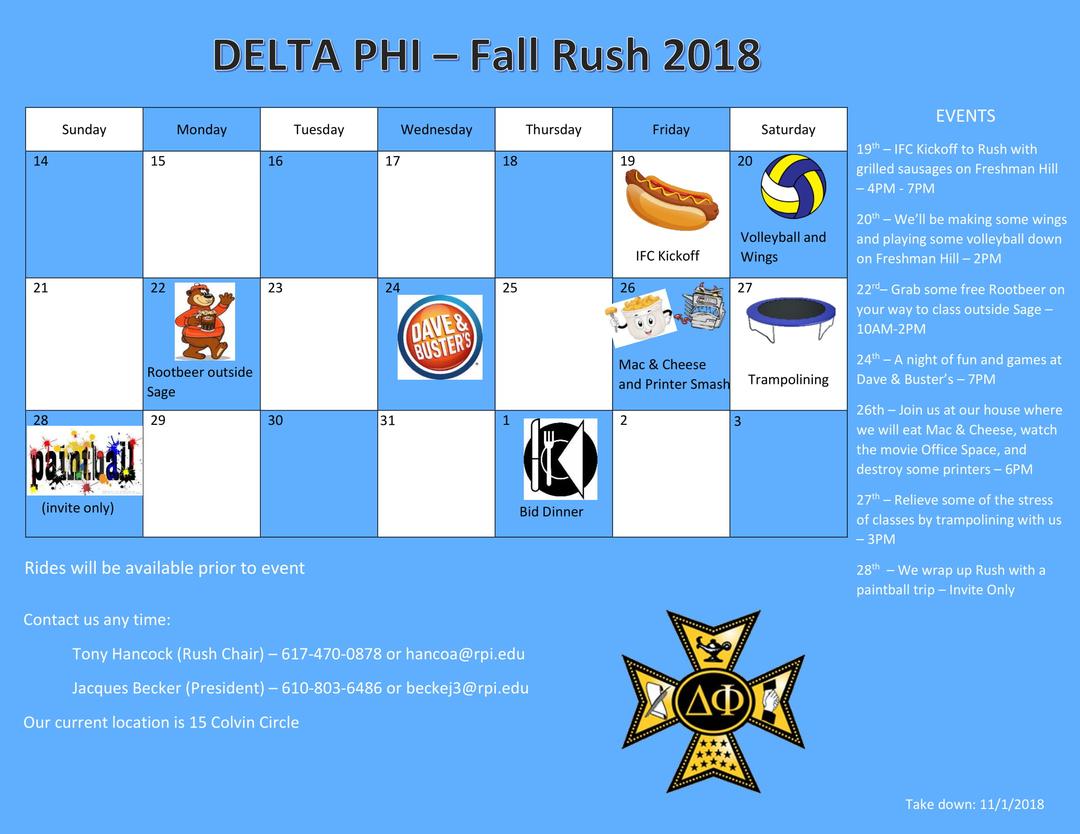 DELTA PHI – Fall Rush 2018
Sunday Monday Tuesday Wednesday Thursday Friday Saturday
14 15 16 17 18 19 20
IFC Kickoff
Volleyball and
Wings
21 22 23 24 25 26 27
Rootbeer outside
Sage
DAVE &
BUSTER'S
Mac & Cheese
and Printer Smash
Trampolining
28 29 30 31 1 2 3
paintball
(invite only)
Bid Dinner
EVENTS
19th – IFC Kickoff to Rush with
grilled sausages on Freshman Hill
– 4PM - 7PM
20th – We'll be making some wings
and playing some volleyball down
on Freshman Hill – 2PM
22rd– Grab some free Rootbeer on
your way to class outside Sage –
10AM-2PM
24th – A night of fun and games at
Dave & Buster's – 7PM
26th – Join us at our house where
we will eat Mac & Cheese, watch
the movie Office Space, and
destroy some printers – 6PM
27th – Relieve some of the stress
of classes by trampolining with us
– 3PM
28th – We wrap up Rush with a
paintball trip – Invite Only
Rides will be available prior to event
Contact us any time:
Tony Hancock (Rush Chair) – 617-470-0878 or hancoa@rpi.edu
Jacques Becker (President) – 610-803-6486 or beckej3@rpi.edu
Our current location is 15 Colvin Circle
ΔΦ
Take down: 11/1/2018